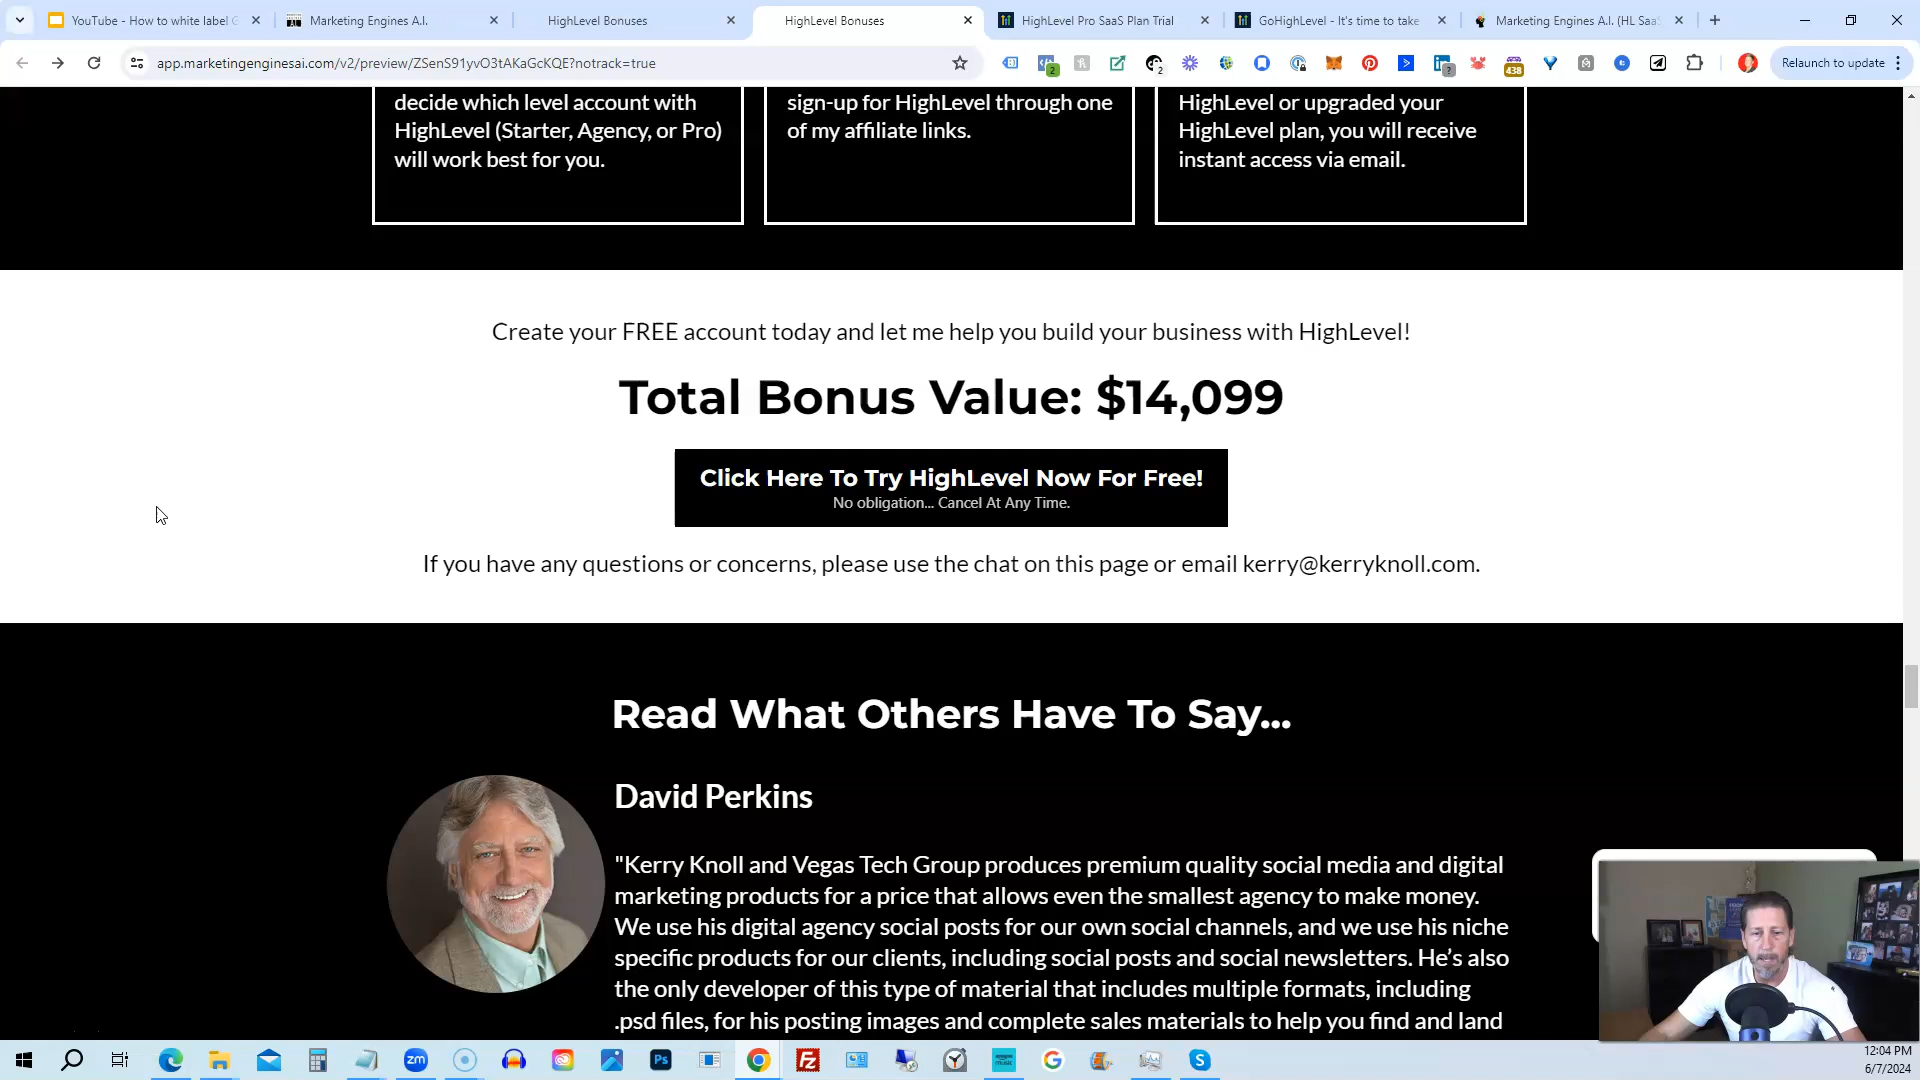 YouTube - How to white label G
Marketing Engines A.I.
HighLevel Bonuses
HighLevel Bonuses
HighLevel Pro SaaS Plan Trial
GoHighLevel - It's time to take
Marketing Engines A.I. (HL SaaS
app.marketingenginesai.com/v2/preview/ZSenS91yvO3tAKaGcKQE?notrack=true
2
2
?
438
Relaunch to update
decide which level account with
HighLevel (Starter, Agency, or Pro)
will work best for you.
sign-up for HighLevel through one
of my affiliate links.
HighLevel or upgraded your
HighLevel plan, you will receive
instant access via email.
Create your FREE account today and let me help you build your business with HighLevel!
Total Bonus Value: $14,099
Click Here To Try HighLevel Now For Free!
No obligation... Cancel At Any Time.
If you have any questions or concerns, please use the chat on this page or email kerry@kerryknoll.com.
Read What Others Have To Say...
David Perkins
"Kerry Knoll and Vegas Tech Group produces premium quality social media and digital
marketing products for a price that allows even the smallest agency to make money.
We use his digital agency social posts for our own social channels, and we use his niche
specific products for our clients, including social posts and social newsletters. He's also
the only developer of this type of material that includes multiple formats, including
.psd files, for his posting images and complete sales materials to help you find and land
zm
Ps
Fz
music
12:04 PM
6/7/2024